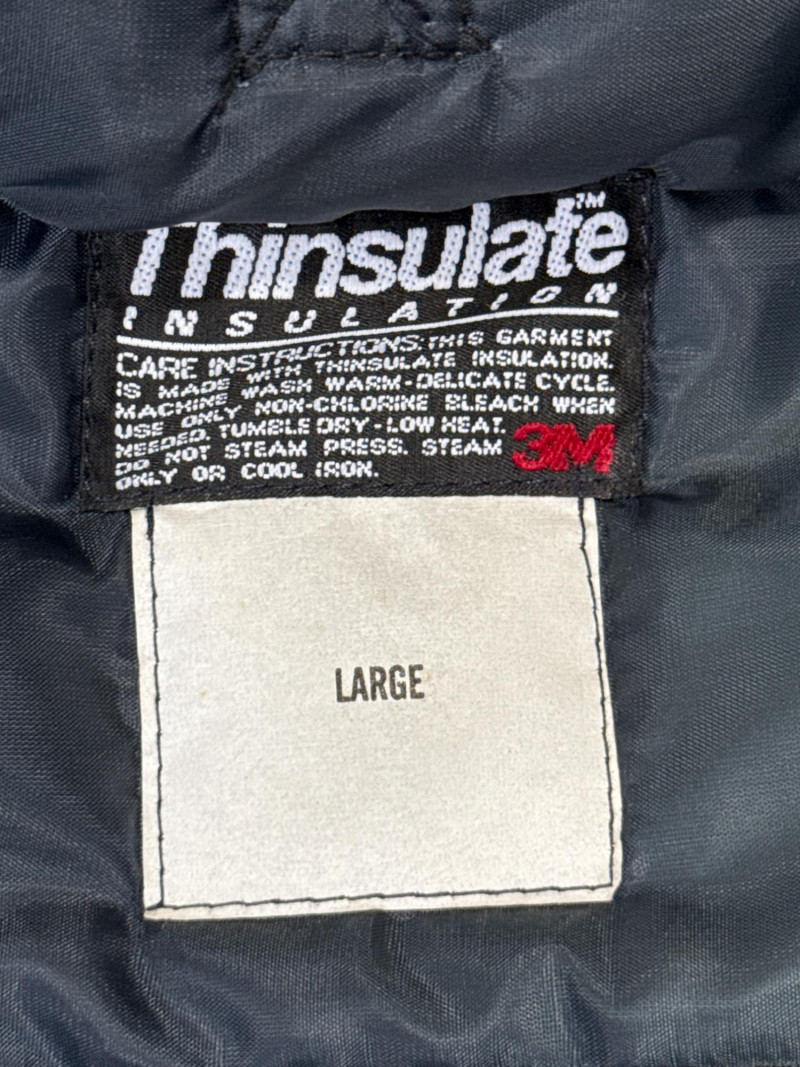 Thinsulate™
INSULATION
CARE INSTRUCTIONS: THIS GARMENT
IS MADE WITH THINSULATE INSULATION.
MACHINE WASH WARM-DELICATE CYCLE.
USE ONLY NON-CHLORINE BLEACH WHEN
NEEDED. TUMBLE DRY-LOW HEAT.
DO NOT STEAM PRESS. STEAM
ONLY OR COOL IRON.
3M
LARGE